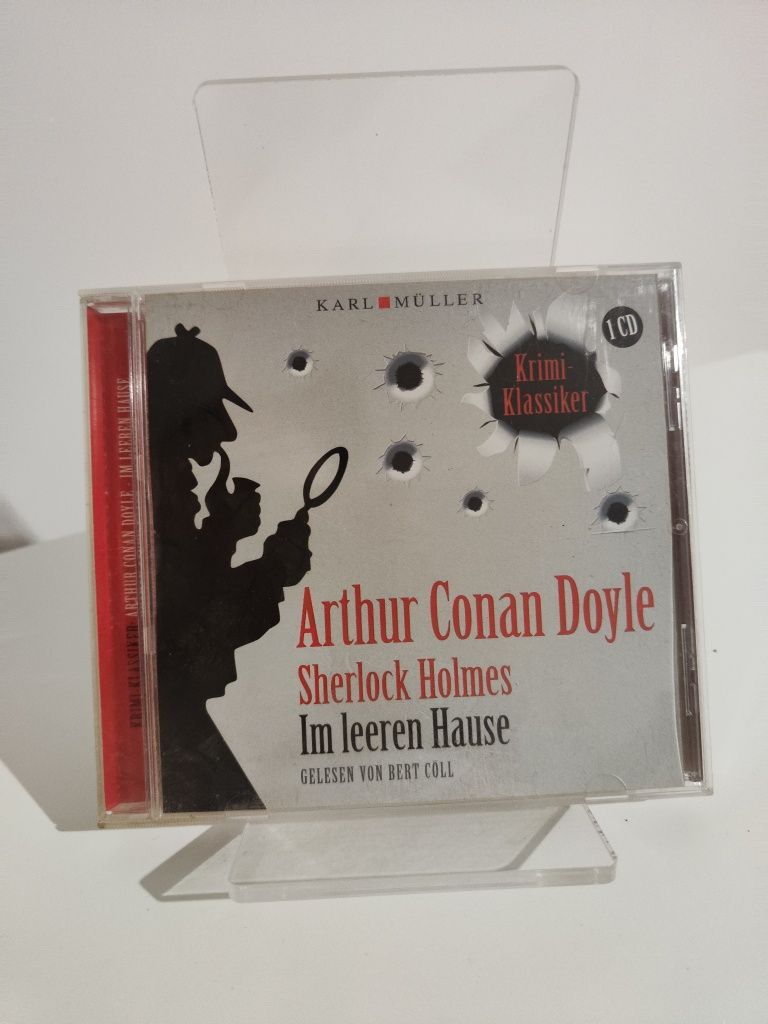 KARL MÜLLER
1 CD
Krimi-
Klassiker
Arthur Conan Doyle
Sherlock Holmes
Im leeren Hause
GELESEN VON BERT CÖLL
KRIMI-KLASSIKER ARTHUR CONAN DOYLE · IM LEEREN HAUSE